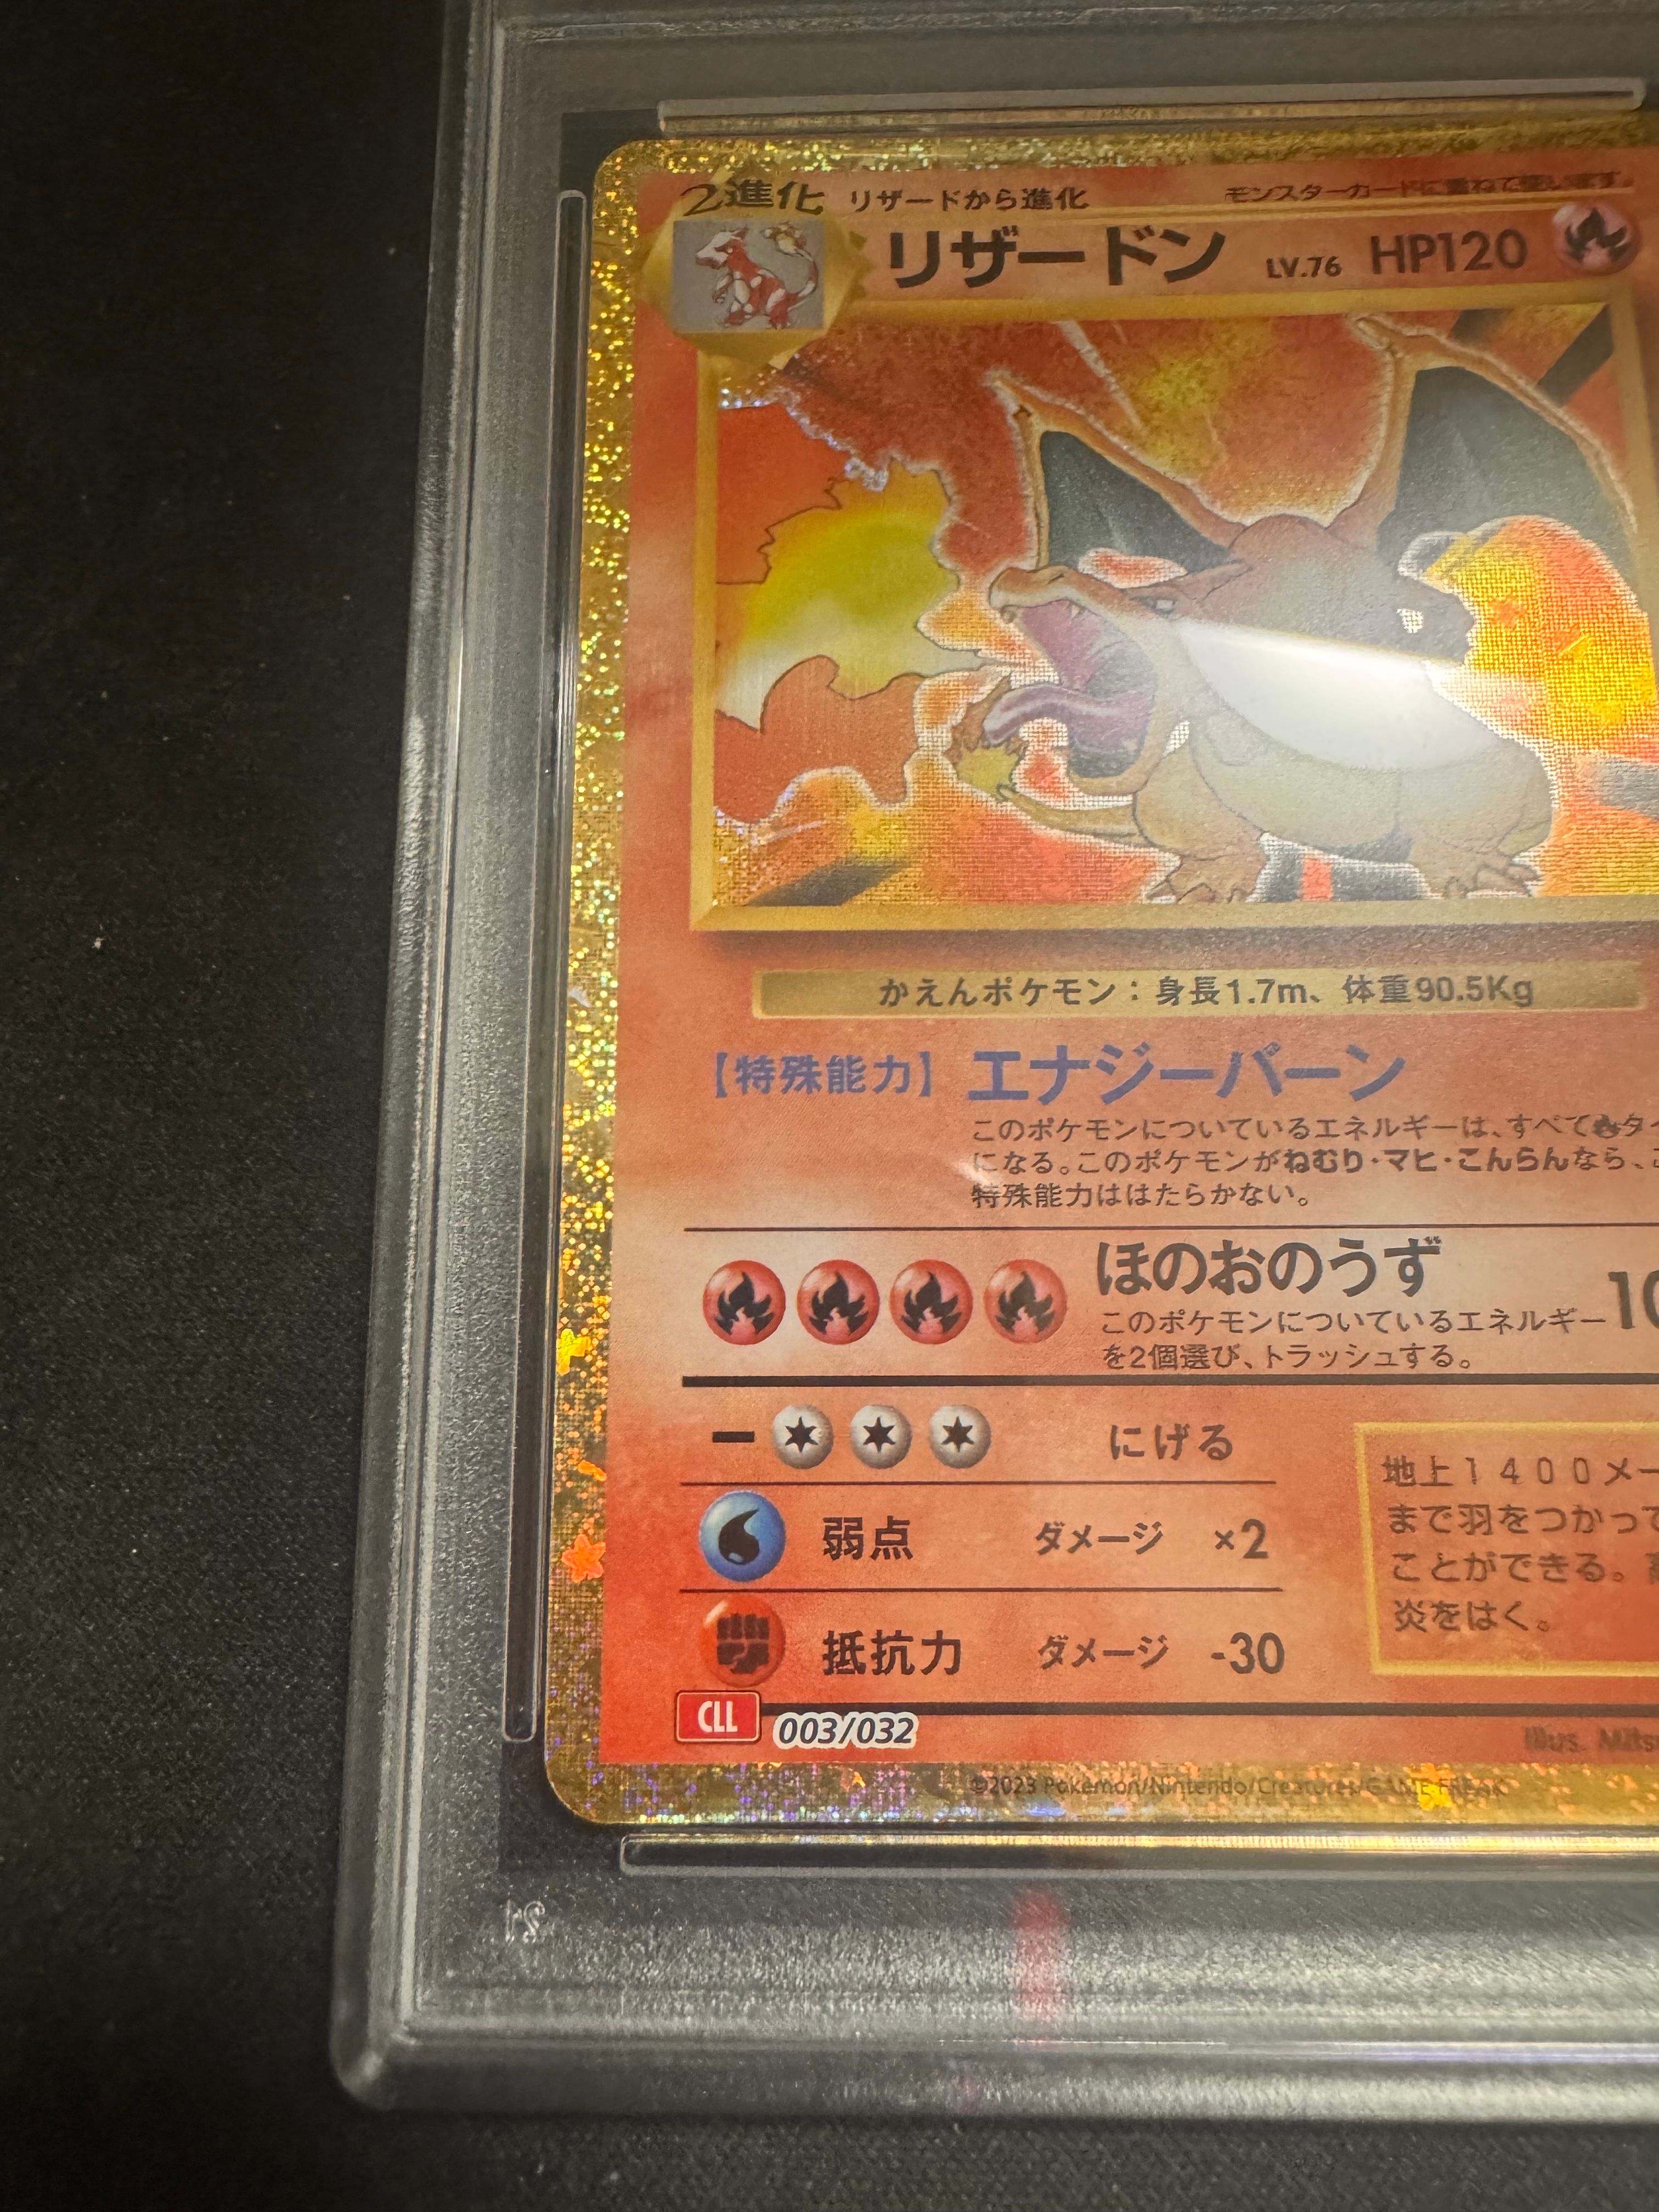 2進化 リザードから進化 モンスターカードに重ねて使います。
リザードン LV.76 HP120
かえんポケモン：身長1.7m、体重90.5Kg
【特殊能力】 エナジーバーン
このポケモンについているエネルギーは、すべてタイ
になる。このポケモンがねむり・マヒ・こんらんなら、こ
特殊能力ははたらかない。
ほのおのうず 10
このポケモンについているエネルギー
を2個選び、トラッシュする。
ー にげる
弱点 ダメージ ×2
抵抗力 ダメージ -30
地上1400メー
まで羽をつかって
ことができる。高
炎をはく。
CLL 003/032
Illus. Mitsu
©2023 Pokémon/Nintendo/Creatures/GAME FREAK